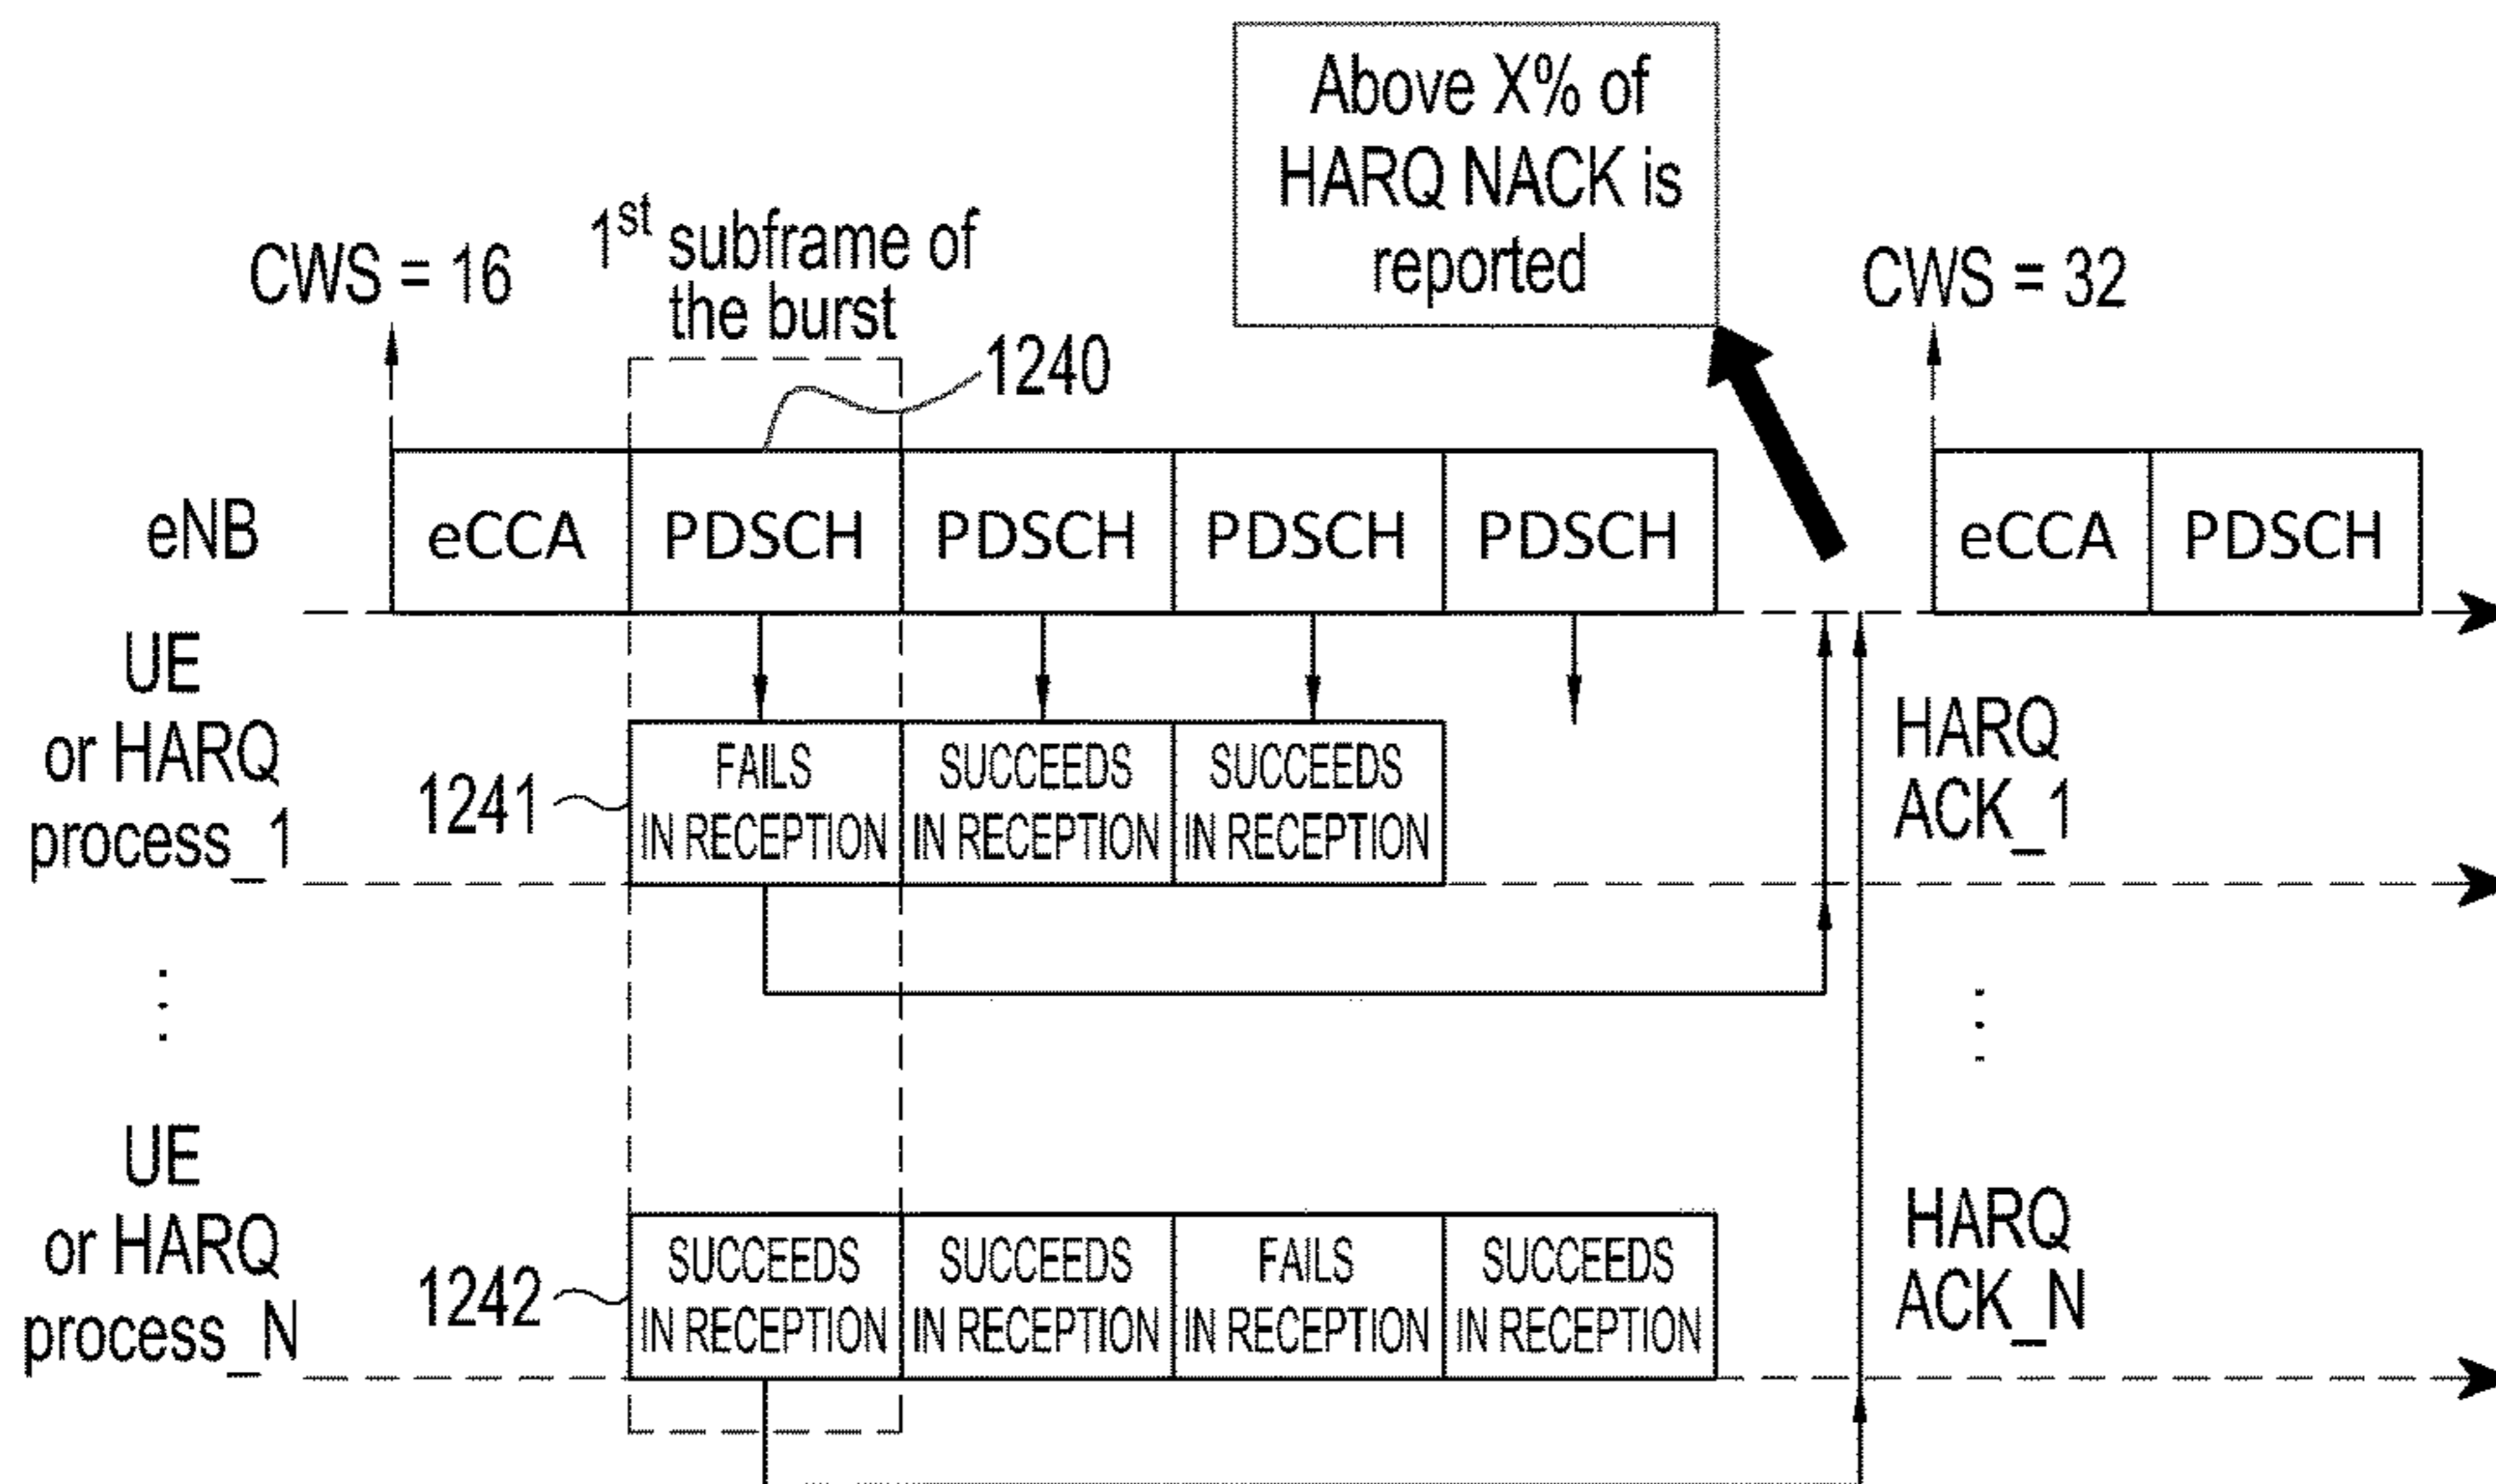 Above X% of
HARQ NACK is
reported
CWS = 16
1st subframe of
the burst
CWS = 32
1240
eNB
eCCA
PDSCH
PDSCH
PDSCH
PDSCH
eCCA
PDSCH
UE
or HARQ
process_1
1241
FAILS
IN RECEPTION
SUCCEEDS
IN RECEPTION
SUCCEEDS
IN RECEPTION
HARQ
ACK_1
UE
or HARQ
process_N
1242
SUCCEEDS
IN RECEPTION
SUCCEEDS
IN RECEPTION
FAILS
IN RECEPTION
SUCCEEDS
IN RECEPTION
HARQ
ACK_N